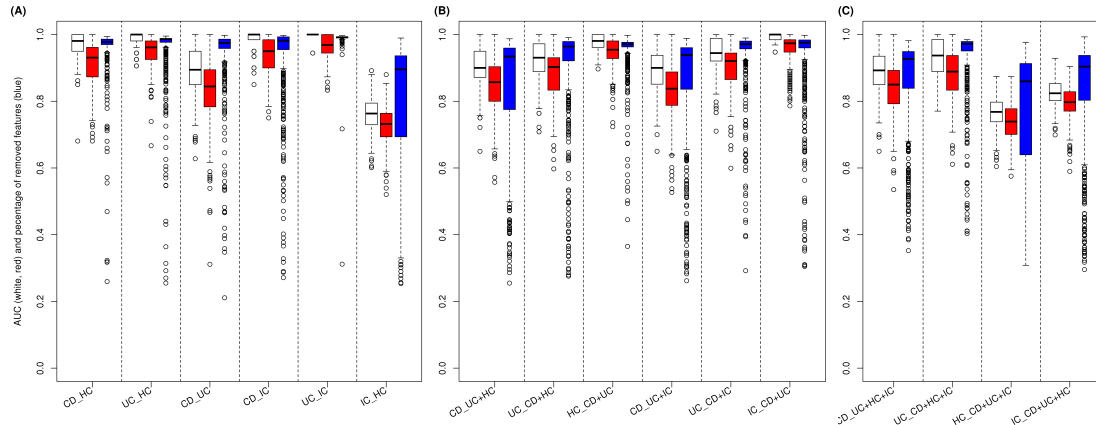 (A)
(B)
(C)
AUC (white, red) and pecentage of removed features (blue)
1.0
0.8
0.6
0.4
0.2
0.0
CD_HC
UC_HC
CD_UC
CD_IC
UC_IC
IC_HC
1.0
0.8
0.6
0.4
0.2
0.0
CD_UC+HC
UC_CD+HC
HC_CD+UC
CD_UC+IC
UC_CD+IC
IC_CD+UC
1.0
0.8
0.6
0.4
0.2
0.0
CD_UC+HC+IC
UC_CD+HC+IC
HC_CD+UC+IC
IC_CD+UC+HC